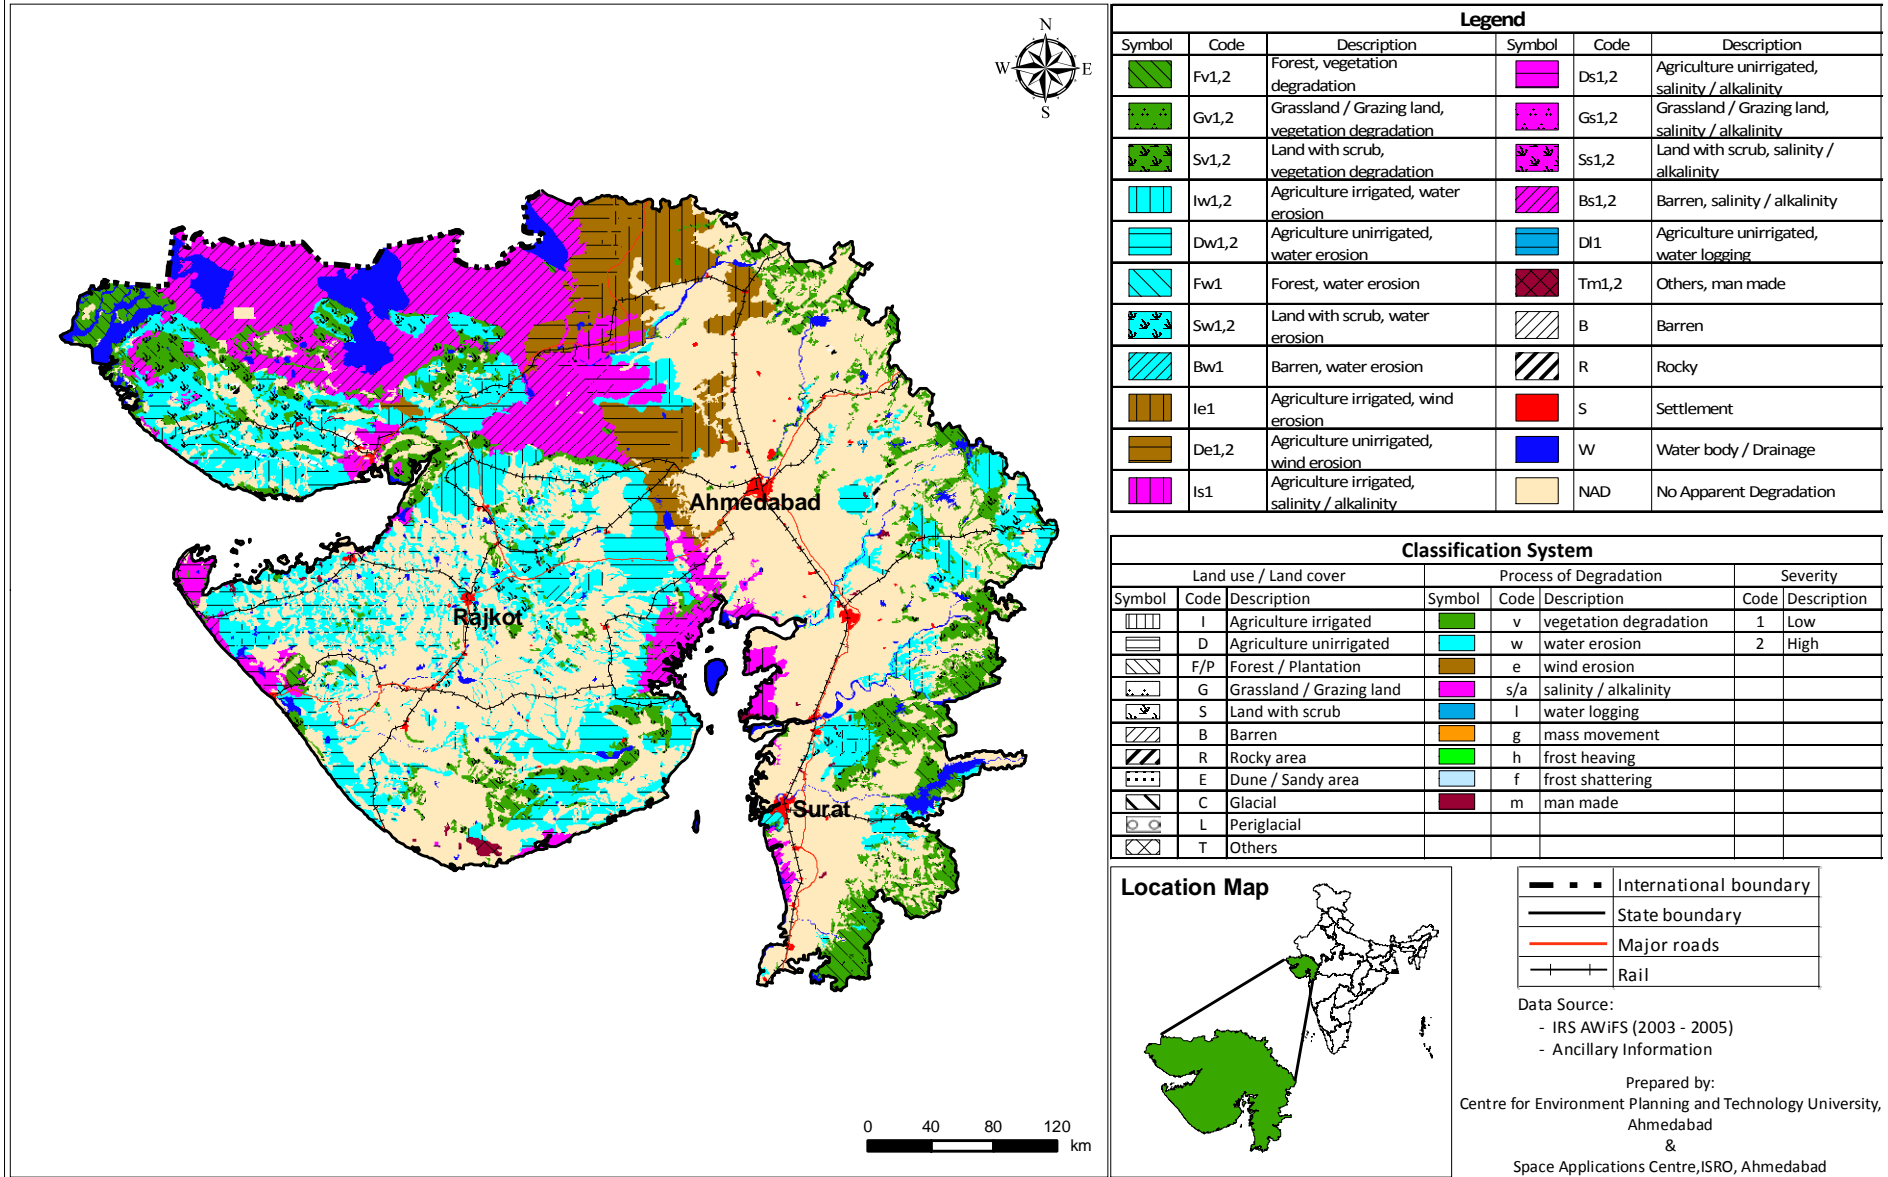 N
W
E
S
Ahmedabad
Rajkot
Surat
0 40 80 120
km
Legend
Symbol Code Description Symbol Code Description
Fv1,2 Forest, vegetation degradation Ds1,2 Agriculture unirrigated, salinity / alkalinity
Gv1,2 Grassland / Grazing land, vegetation degradation Gs1,2 Grassland / Grazing land, salinity / alkalinity
Sv1,2 Land with scrub, vegetation degradation Ss1,2 Land with scrub, salinity / alkalinity
Iw1,2 Agriculture irrigated, water erosion Bs1,2 Barren, salinity / alkalinity
Dw1,2 Agriculture unirrigated, water erosion Dl1 Agriculture unirrigated, water logging
Fw1 Forest, water erosion Tm1,2 Others, man made
Sw1,2 Land with scrub, water erosion B Barren
Bw1 Barren, water erosion R Rocky
Ie1 Agriculture irrigated, wind erosion S Settlement
De1,2 Agriculture unirrigated, wind erosion W Water body / Drainage
Is1 Agriculture irrigated, salinity / alkalinity NAD No Apparent Degradation
Classification System
Land use / Land cover Process of Degradation Severity
Symbol Code Description Symbol Code Description Code Description
I Agriculture irrigated v vegetation degradation 1 Low
D Agriculture unirrigated w water erosion 2 High
F/P Forest / Plantation e wind erosion
G Grassland / Grazing land s/a salinity / alkalinity
S Land with scrub l water logging
B Barren g mass movement
R Rocky area h frost heaving
E Dune / Sandy area f frost shattering
C Glacial m man made
L Periglacial
T Others
Location Map
International boundary
State boundary
Major roads
Rail
Data Source:
- IRS AWiFS (2003 - 2005)
- Ancillary Information
Prepared by:
Centre for Environment Planning and Technology University,
Ahmedabad
&
Space Applications Centre,ISRO, Ahmedabad